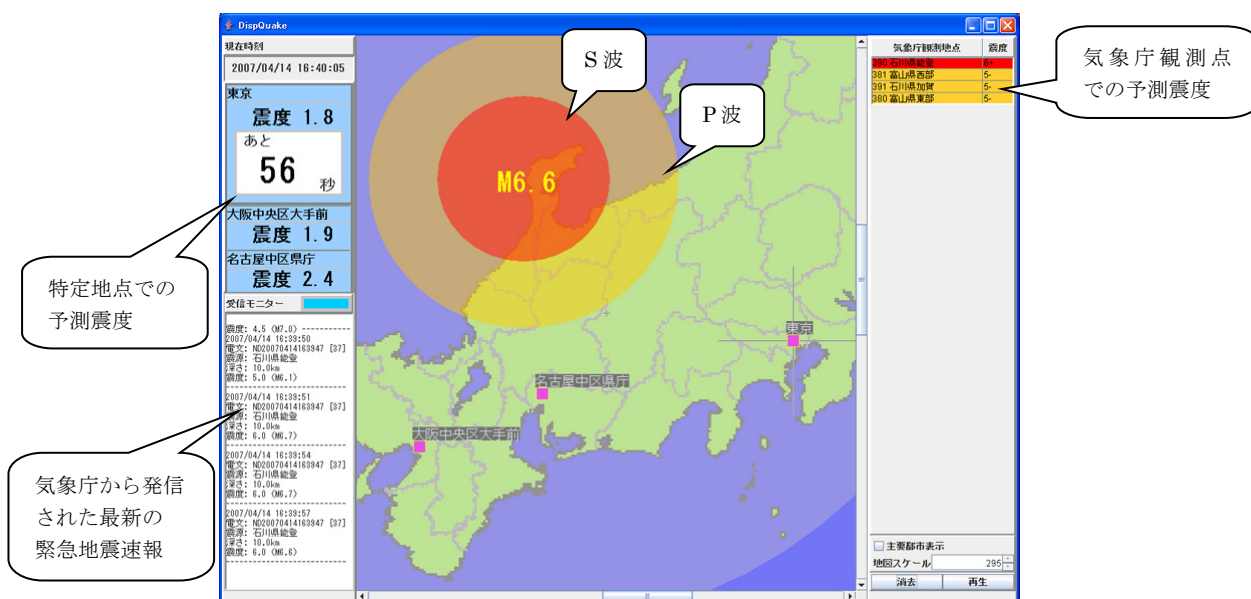 DispQuake
現在時刻
2007/04/14 16:40:05
東京
震度 1.8
あと
56
秒
大阪中央区大手前
震度 1.9
名古屋中区県庁
震度 2.4
受信モニター
震度: 4.5 (M7.0) -----------
2007/04/14 16:39:50
電文: ND20070414163947 [37]
震源: 石川県能登
深さ: 10.0km
震度: 5.0 (M6.1)
2007/04/14 16:39:51
電文: ND20070414163947 [37]
震源: 石川県能登
深さ: 10.0km
震度: 6.0 (M6.7)
2007/04/14 16:39:54
電文: ND20070414163947 [37]
震源: 石川県能登
深さ: 10.0km
震度: 6.0 (M6.7)
2007/04/14 16:39:57
電文: ND20070414163947 [37]
震源: 石川県能登
深さ: 10.0km
震度: 6.0 (M6.6)
特定地点での
予測震度
気象庁から発信
された最新の
緊急地震速報
S波
P波
M6.6
東京
名古屋中区県庁
大阪中央区大手前
気象庁観測地点 震度
390 石川県能登 6+
381 富山県西部 5-
391 石川県加賀 5-
380 富山県東部 5-
気象庁観測点
での予測震度
主要都市表示
地図スケール 295
消去 再生